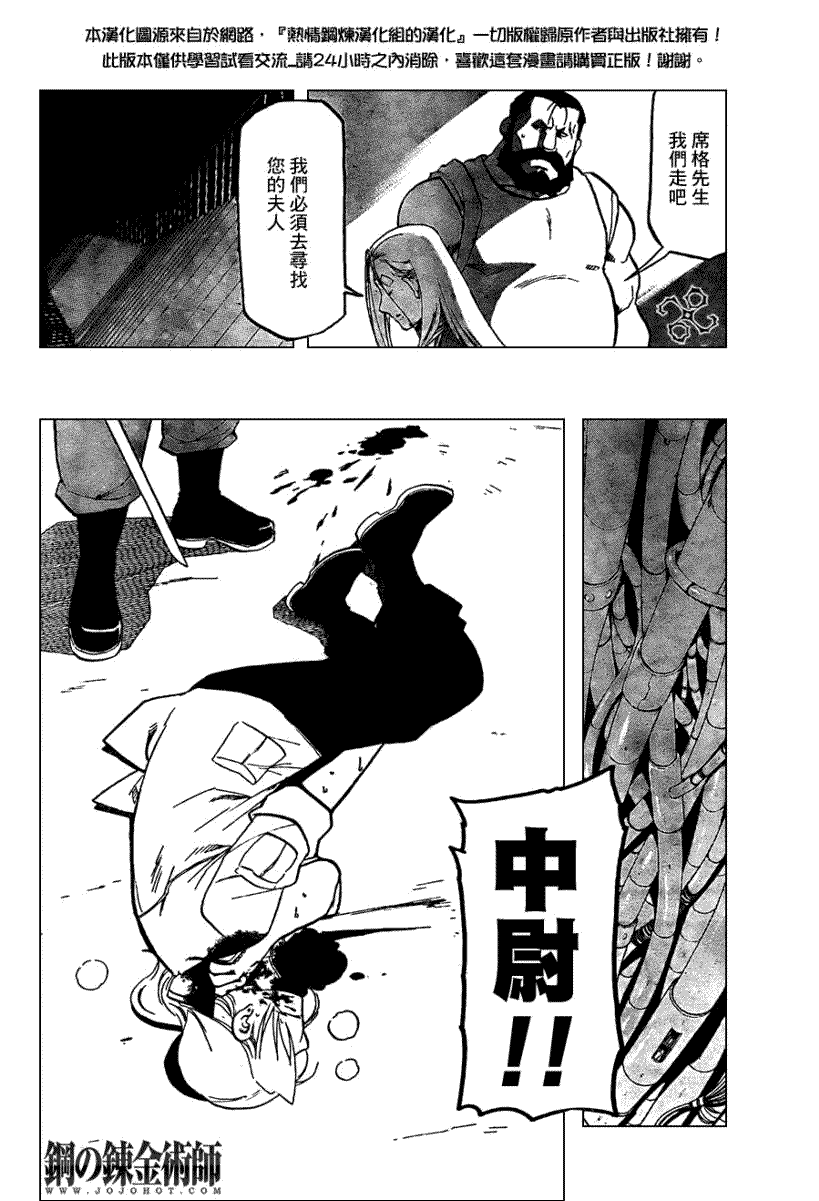 本漢化圖源來自於網路，『熱情鋼煉漢化組的漢化』一切版權歸原作者與出版社擁有！
此版本僅供學習試看交流_請24小時之內消除，喜歡這套漫畫請購買正版！謝謝。
席格先生
我們走吧
我們必須去尋找
您的夫人
中尉!!
鋼の錬金術師
WWW.JOJOHOT.COM